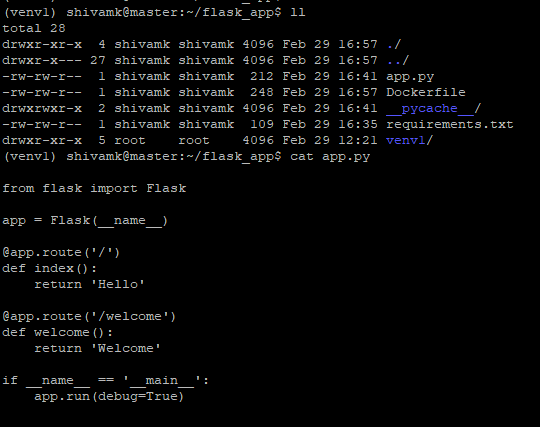 (venv1) shivamk@master:~/flask_app$ ll
total 28
drwxr-xr-x  4 shivamk shivamk 4096 Feb 29 16:57 ./
drwxr-x--- 27 shivamk shivamk 4096 Feb 29 16:57 ../
-rw-rw-r--  1 shivamk shivamk  212 Feb 29 16:41 app.py
-rw-rw-r--  1 shivamk shivamk  248 Feb 29 16:57 Dockerfile
drwxrwxr-x  2 shivamk shivamk 4096 Feb 29 16:41 __pycache__/
-rw-rw-r--  1 shivamk shivamk  109 Feb 29 16:35 requirements.txt
drwxr-xr-x  5 root    root    4096 Feb 29 12:21 venv1/
(venv1) shivamk@master:~/flask_app$ cat app.py
from flask import Flask
app = Flask(__name__)
@app.route('/')
def index():
    return 'Hello'
@app.route('/welcome')
def welcome():
    return 'Welcome'
if __name__ == '__main__':
    app.run(debug=True)